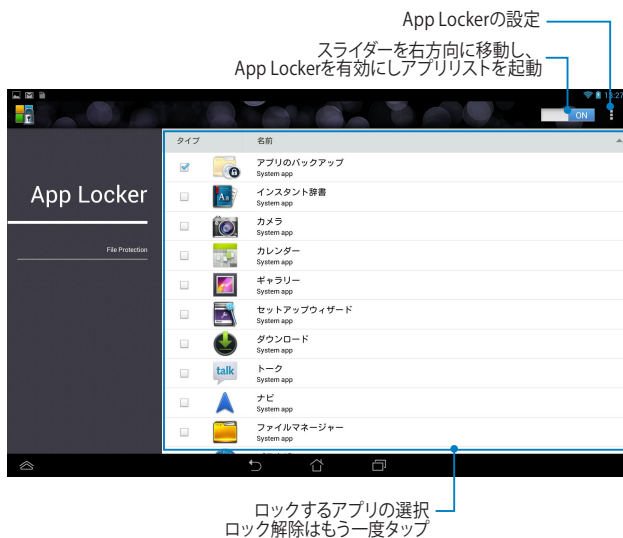 App Lockerの設定
スライダーを右方向に移動し、
App Lockerを有効にしアプリリストを起動
ON
タイプ
名前
アプリのバックアップ
System app
App Locker
インスタント辞書
System app
カメラ
System app
File Protection
カレンダー
System app
ギャラリー
System app
セットアップウィザード
System app
ダウンロード
System app
talk
トーク
System app
ナビ
System app
ファイルマネージャー
System app
ロックするアプリの選択
ロック解除はもう一度タップ